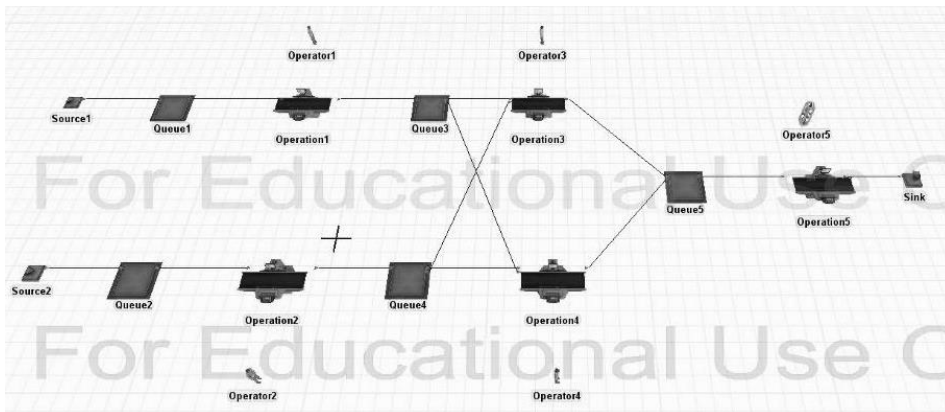 Operator1
Operator3
Source1
Queue1
Operation1
Queue3
Operation3
Operator5
For Educational Use
Queue5
Operation5
Sink
Source2
Queue2
Operation2
Queue4
Operation4
For Educational Use O
Operator2
Operator4